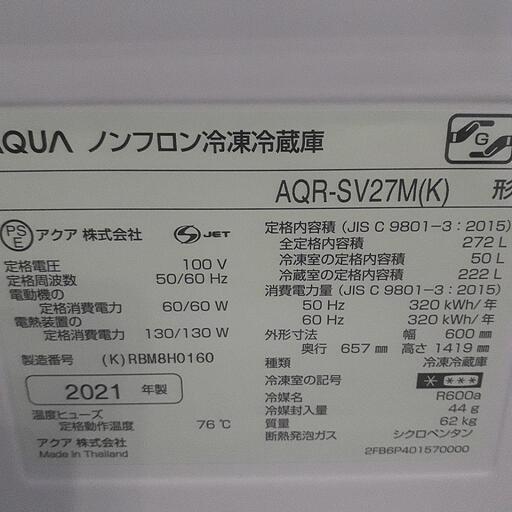 AQUA ノンフロン冷凍冷蔵庫
G
AQR-SV27M(K) 形
PS E アクア 株式会社 S JET
定格電圧 100 V
定格周波数 50/60 Hz
電動機の
定格消費電力 60/60 W
電熱装置の
定格消費電力 130/130 W
製造番号 (K)RBM8H0160
2021 年製
温度ヒューズ
定格動作温度 76 ℃
アクア 株式会社
Made in Thailand
定格内容積 (JIS C 9801-3：2015)
全定格内容積 272 L
冷凍室の定格内容積 50 L
冷蔵室の定格内容積 222 L
消費電力量 (JIS C 9801-3：2015)
50 Hz 320 kWh/年
60 Hz 320 kWh/年
外形寸法 幅 600 ㎜
奥行 657 ㎜ 高さ 1419 ㎜
種類 冷凍冷蔵庫
冷凍室の記号 * ***
冷媒名 R600a
冷媒封入量 44 g
質量 62 kg
断熱発泡ガス シクロペンタン
2FB6P401570000